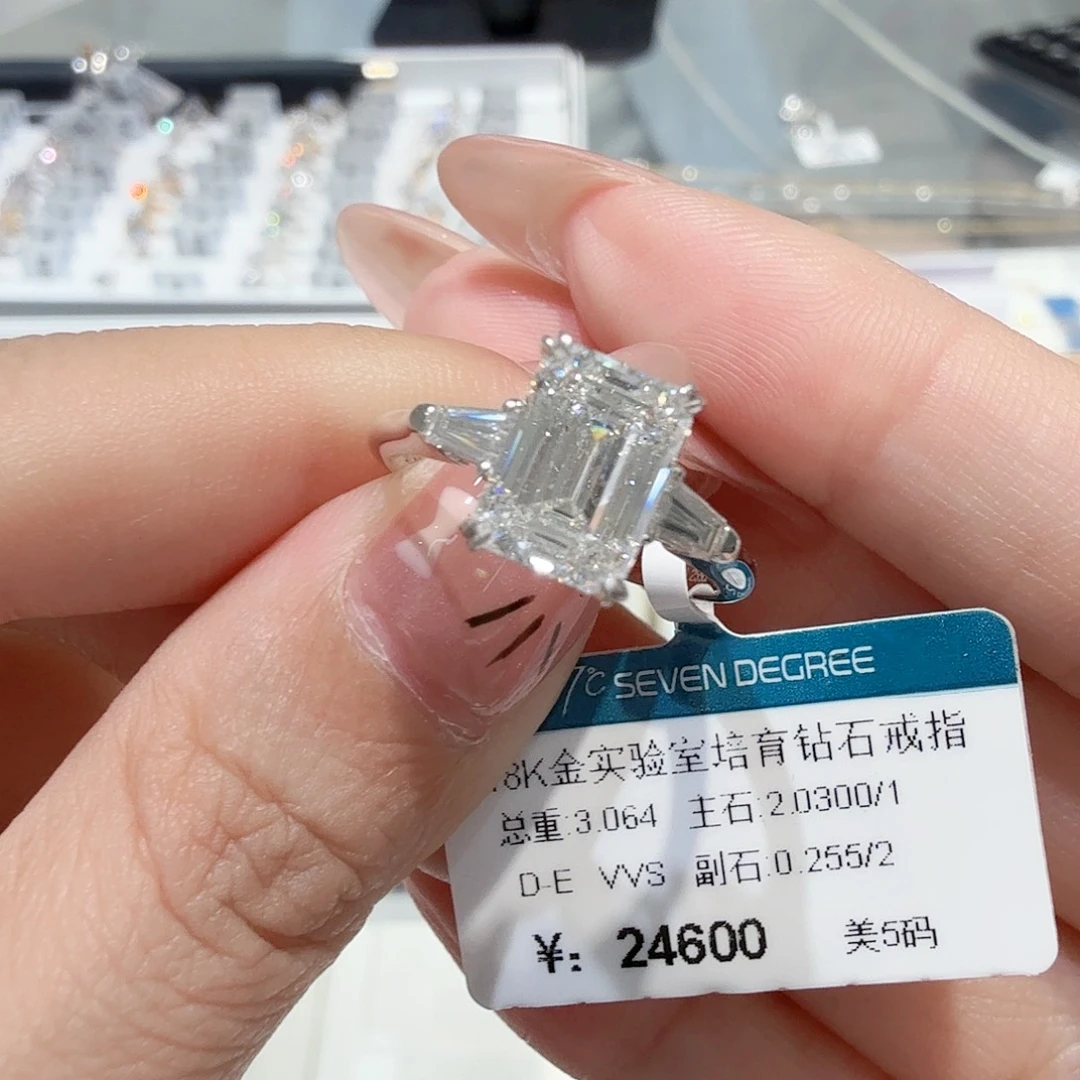 7℃ SEVEN DEGREE
8K金实验室培育钻石戒指
总重:3.064 主石:2.0300/1
D-E VVS 副石:0.255/2
¥: 24600 美5码